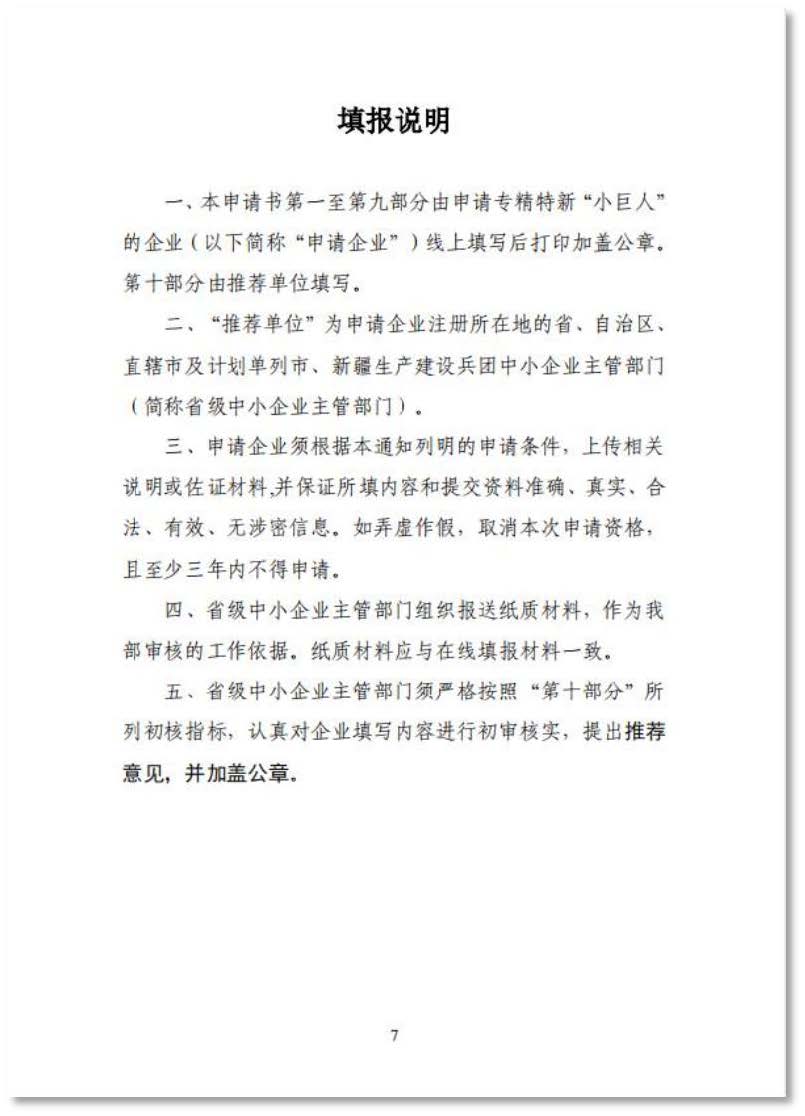 填报说明
一、本申请书第一至第九部分由申请专精特新“小巨人”
的企业（以下简称“申请企业”）线上填写后打印加盖公章。
第十部分由推荐单位填写。
二、“推荐单位”为申请企业注册所在地的省、自治区、
直辖市及计划单列市、新疆生产建设兵团中小企业主管部门
（简称省级中小企业主管部门）。
三、申请企业须根据本通知列明的申请条件，上传相关
说明或佐证材料,并保证所填内容和提交资料准确、真实、合
法、有效、无涉密信息。如弄虚作假，取消本次申请资格，
且至少三年内不得申请。
四、省级中小企业主管部门组织报送纸质材料，作为我
部审核的工作依据。纸质材料应与在线填报材料一致。
五、省级中小企业主管部门须严格按照“第十部分”所
列初核指标，认真对企业填写内容进行初审核实，提出推荐
意见，并加盖公章。
7